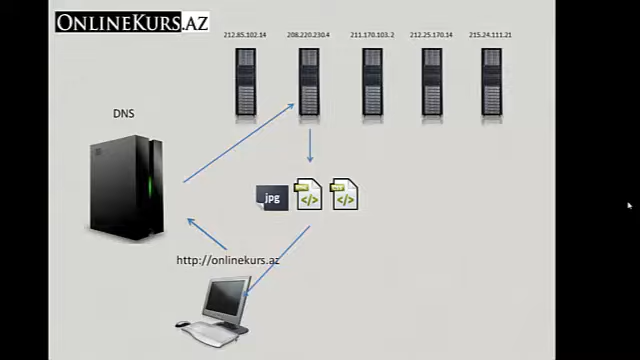 ONLINEKURS.AZ
212.85.102.14 208.220.230.4 211.170.103.2 212.25.170.14 215.24.111.21
DNS
jpg
http://onlinekurs.az